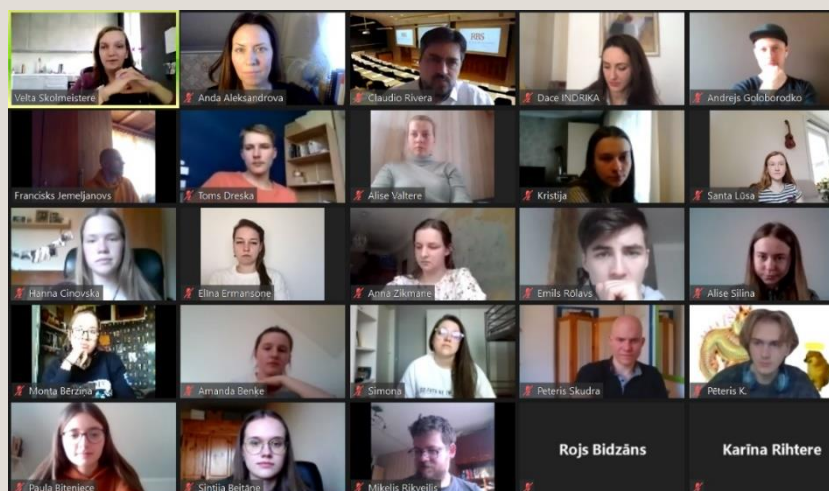 RBS
Velta Skolmeistere
Anda Aleksandrova
Claudio Rivera
Dace INDRIKA
Andrejs Goloborodko
Francisks Jemeljanovs
Toms Dreska
Alise Valtere
Kristija
Santa Lūsa
Hanna Cinovska
Elīna Ermansone
Anna Zikmane
Emīls Rōlavs
Alise Siliņa
Monta Bērziņa
Amanda Benke
Simona
Peteris Skudra
Pēteris K.
Paula Biteniece
Sintija Beitāne
Miķelis Rikveilis
Rojs Bidzāns
Karīna Rihtere